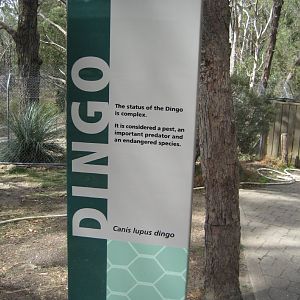 DINGO
The status of the Dingo
is complex.
It is considered a pest, an
important predator and
an endangered species.
Canis lupus dingo